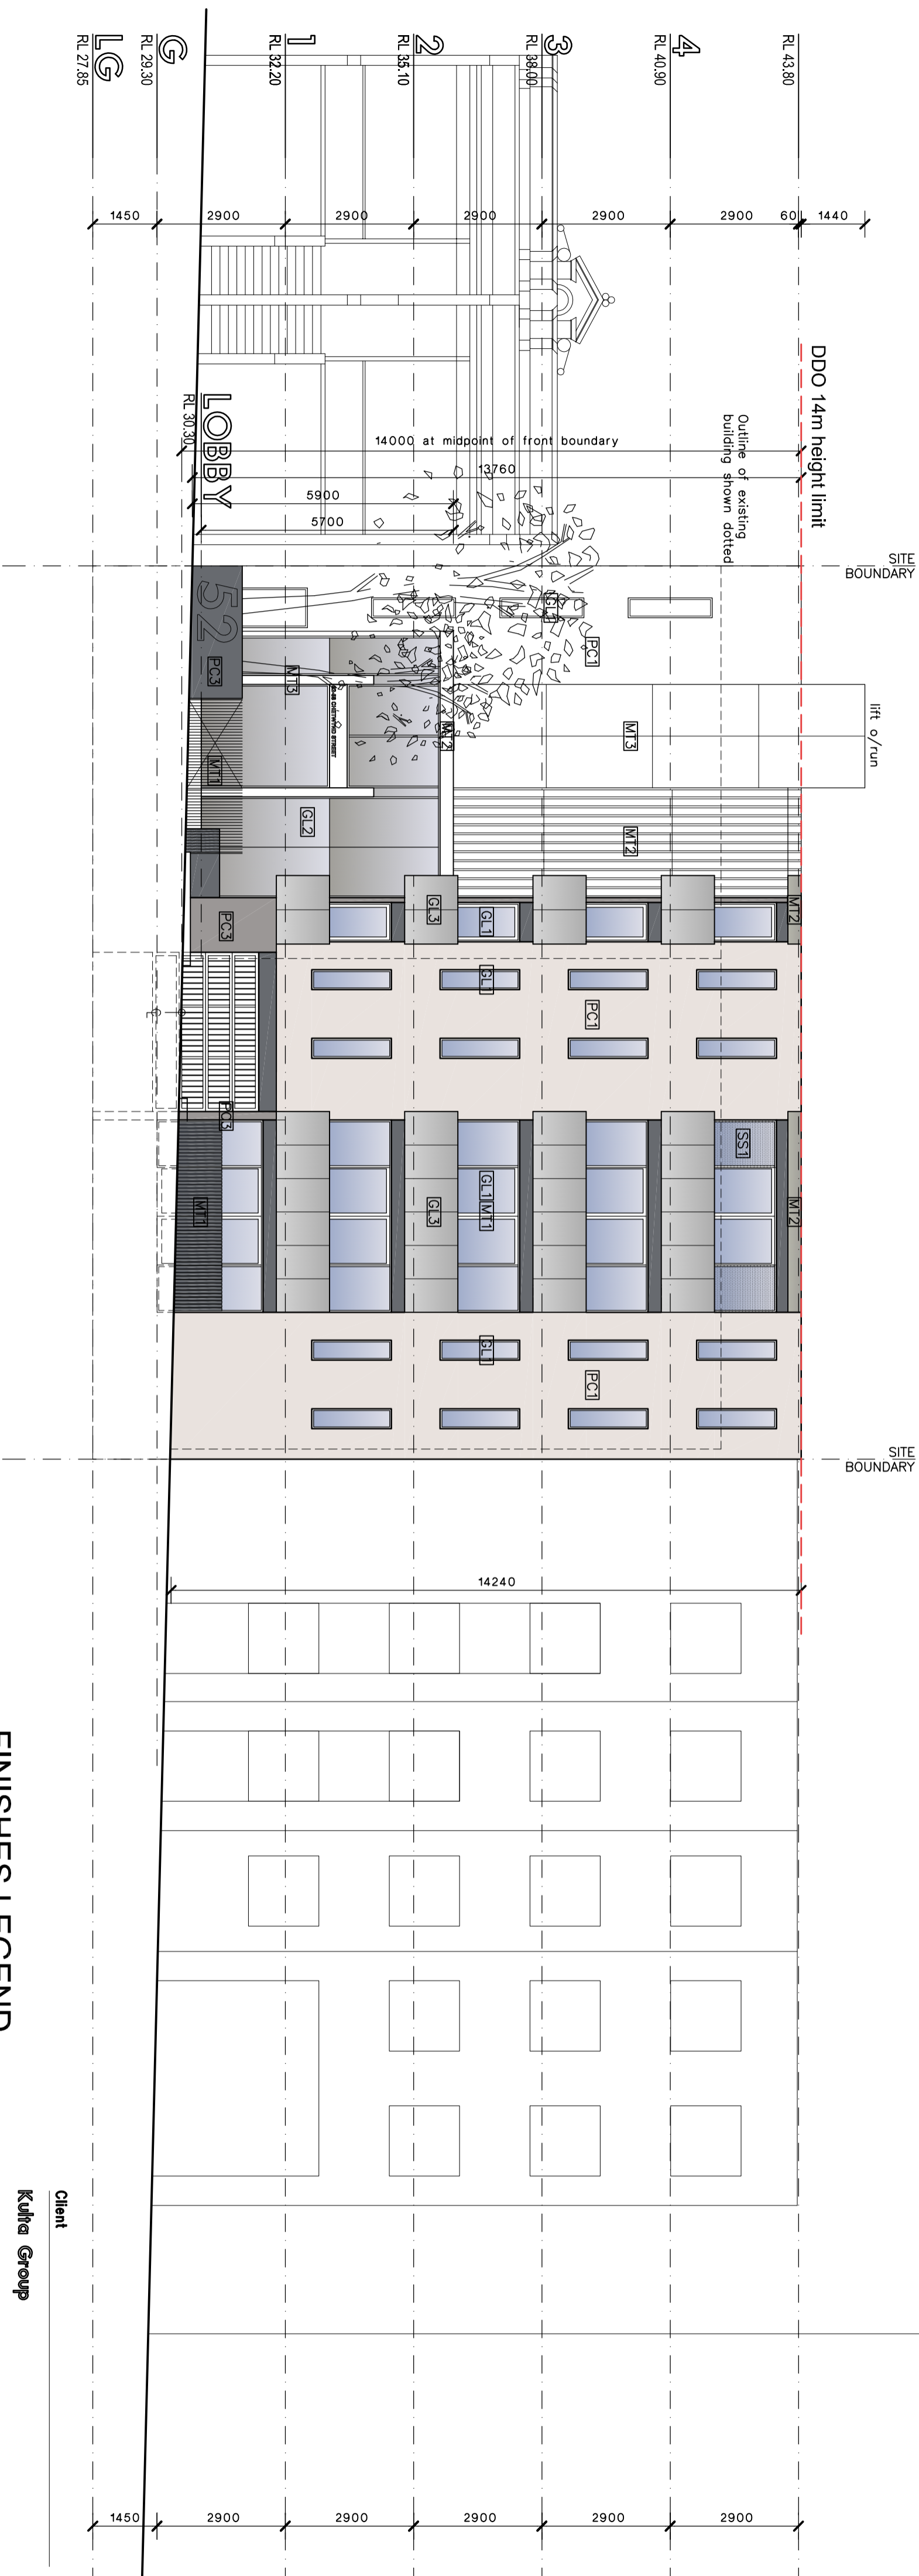 RL 43.80
4
RL 40.90
3
RL 38.00
2
RL 35.10
1
RL 32.20
G
RL 29.30
LG
RL 27.85
1440
60
2900
2900
2900
2900
2900
1450
DDO 14m height limit
Outline of existing
building shown dotted
14000 at midpoint of front boundary
13760
5900
5700
LOBBY
RL 30.30
SITE
BOUNDARY
lift o/run
52
PC3
GL1
PC1
MT3
MT3
MT2
MT1
GL2
MT2
PC3
GL3
GL1
MT2
GL1
PC1
PC3
SS1
GL1
MT1
GL3
MT2
MT1
GL1
PC1
SITE
BOUNDARY
14240
2900
2900
2900
2900
2900
1450
FINISHES LEGEND
Client
Kulta Group